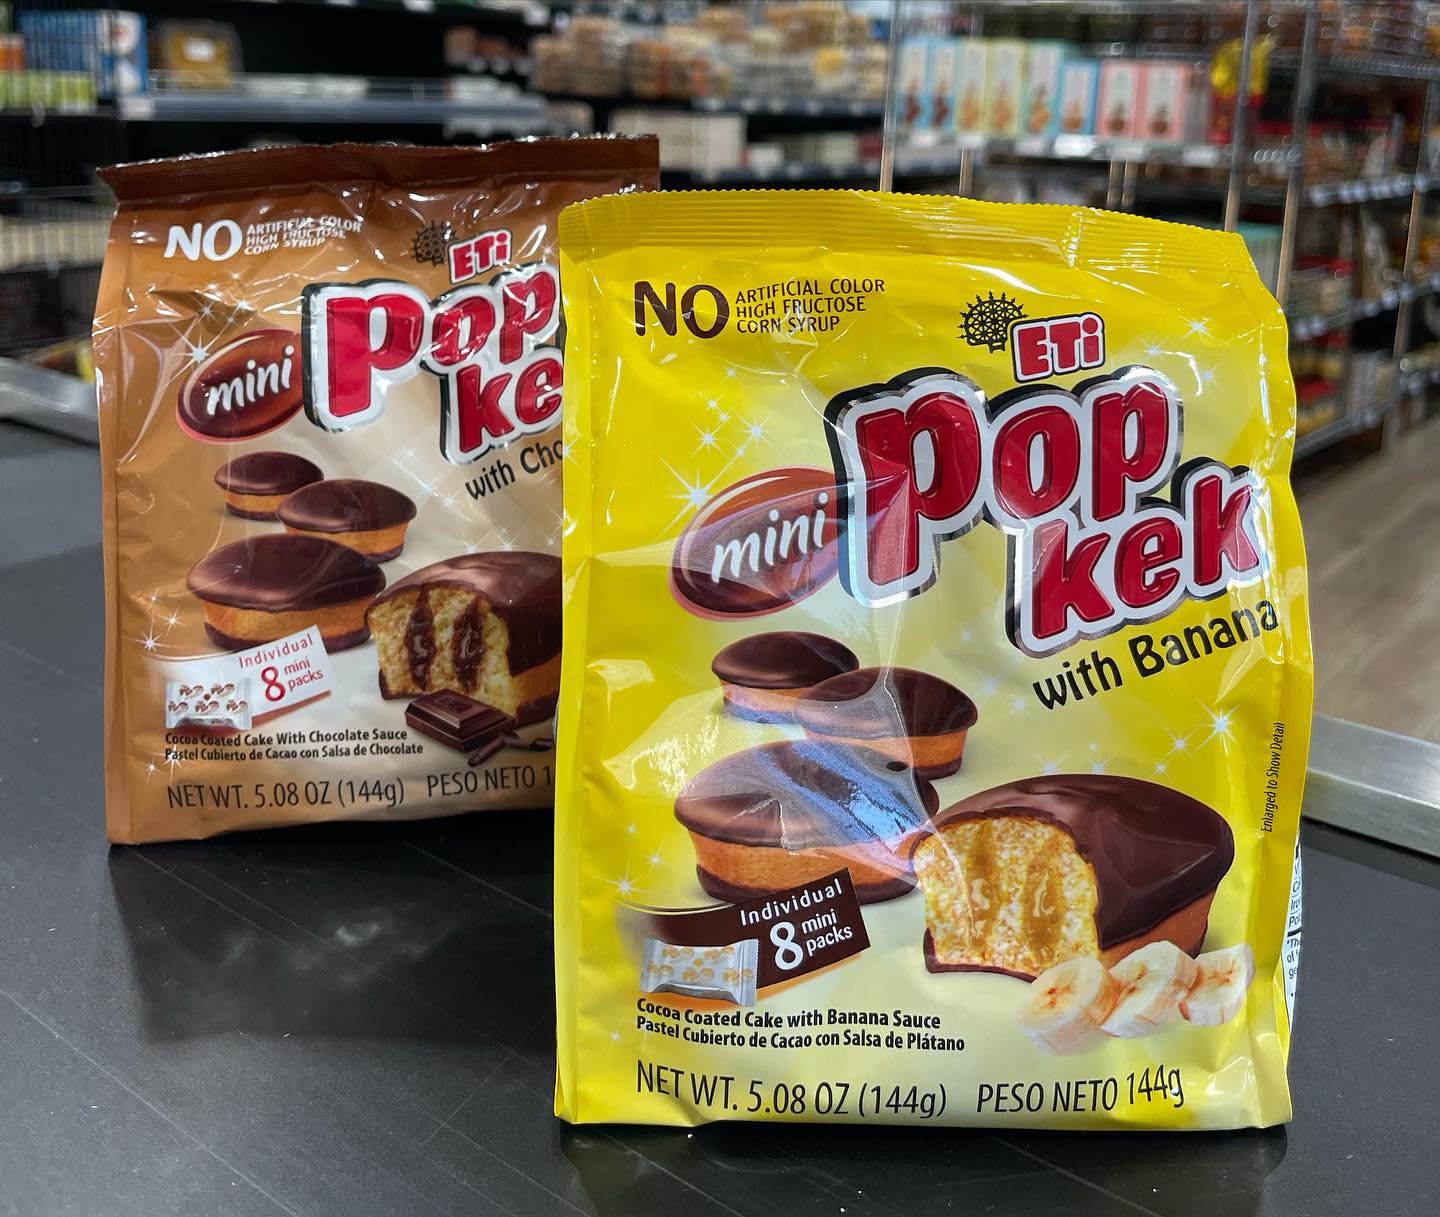 NO ARTIFICIAL COLOR
HIGH FRUCTOSE
CORN SYRUP
ETİ
mini
Pop
ke
with Cho
Individual
8 mini
packs
Cocoa Coated Cake With Chocolate Sauce
Pastel Cubierto de Cacao con Salsa de Chocolate
NET WT. 5.08 OZ (144g) PESO NETO 1
NO ARTIFICIAL COLOR
HIGH FRUCTOSE
CORN SYRUP
ETİ
mini
Pop
kek
with Banana
Enlarged to Show Detail
Individual
8 mini
packs
Cocoa Coated Cake with Banana Sauce
Pastel Cubierto de Cacao con Salsa de Plátano
NET WT. 5.08 OZ (144g) PESO NETO 144g